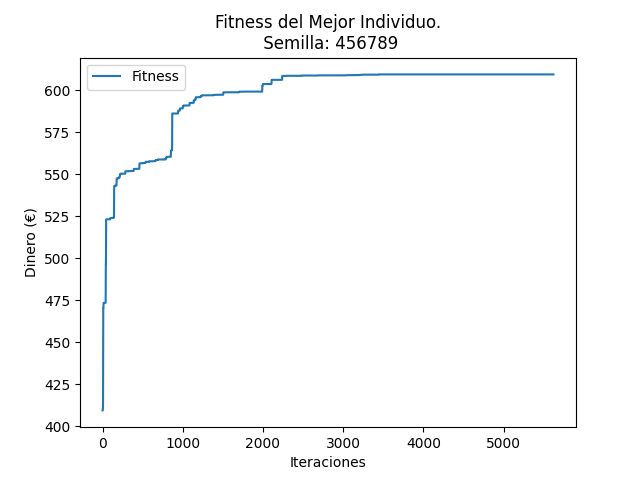 Fitness del Mejor Individuo.
Semilla: 456789
Fitness
600
575
550
525
500
475
450
425
400
Dinero (€)
0 1000 2000 3000 4000 5000
Iteraciones